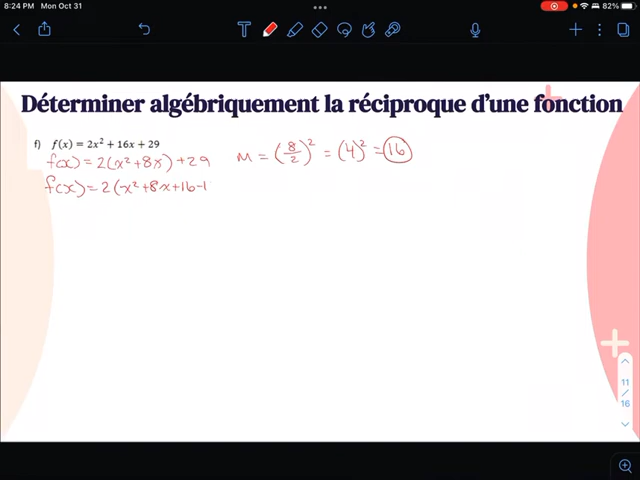 8:24 PM Mon Oct 31
82%
Déterminer algébriquement la réciproque d'une fonction
f) f(x) = 2x² + 16x + 29
f(x) = 2(x² + 8x) + 29
M = (8/2)² = (4)² = 16
f(x) = 2(x² + 8x + 16 - 1
11
/
16